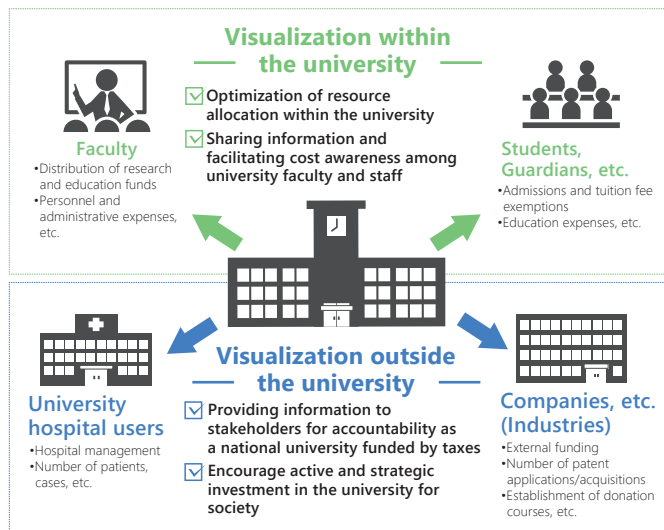 Visualization within
the university
Optimization of resource
allocation within the university
Sharing information and
facilitating cost awareness among
university faculty and staff
Faculty
•Distribution of research
and education funds
•Personnel and
administrative expenses,
etc.
Students,
Guardians, etc.
•Admissions and tuition fee
exemptions
•Education expenses, etc.
Visualization outside
the university
Providing information to
stakeholders for accountability as
a national university funded by taxes
Encourage active and strategic
investment in the university for
society
University
hospital users
•Hospital management
•Number of patients,
cases, etc.
Companies, etc.
(Industries)
•External funding
•Number of patent
applications/acquisitions
•Establishment of donation
courses, etc.